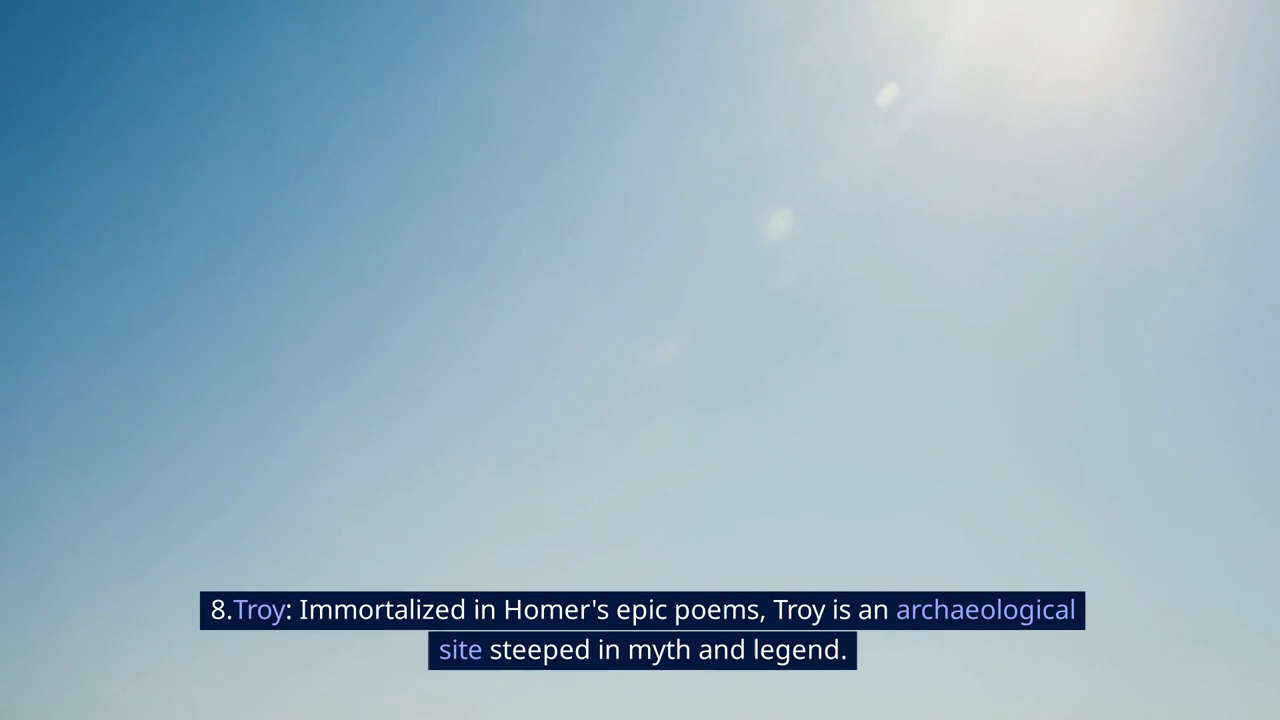 8.Troy: Immortalized in Homer's epic poems, Troy is an archaeological
site steeped in myth and legend.